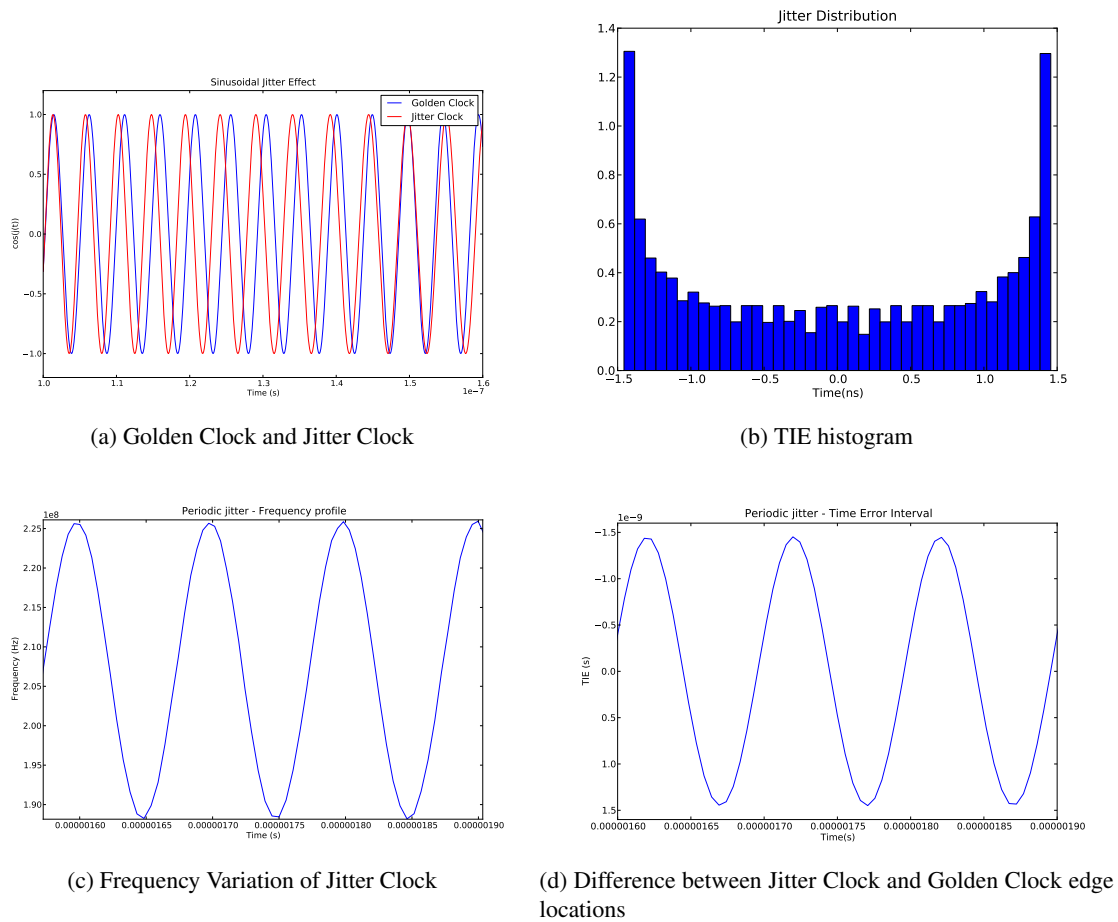 Sinusoidal Jitter Effect
Golden Clock
Jitter Clock
1.0
0.5
0.0
−0.5
−1.0
cos(j(t))
1.0 1.1 1.2 1.3 1.4 1.5 1.6
Time (s)
1e−7
(a) Golden Clock and Jitter Clock
Jitter Distribution
1.4
1.2
1.0
0.8
0.6
0.4
0.2
0.0
−1.5 −1.0 −0.5 0.0 0.5 1.0 1.5
Time(ns)
(b) TIE histogram
Periodic jitter - Frequency profile
1e8
2.25
2.20
2.15
2.10
2.05
2.00
1.95
1.90
Frequency (Hz)
0.00000160 0.00000165 0.00000170 0.00000175 0.00000180 0.00000185 0.00000190
Time (s)
(c) Frequency Variation of Jitter Clock
Periodic jitter - Time Error Interval
1e−9
−1.5
−1.0
−0.5
0.0
0.5
1.0
1.5
TIE (s)
0.00000160 0.00000165 0.00000170 0.00000175 0.00000180 0.00000185 0.00000190
Time(s)
(d) Difference between Jitter Clock and Golden Clock edge
locations